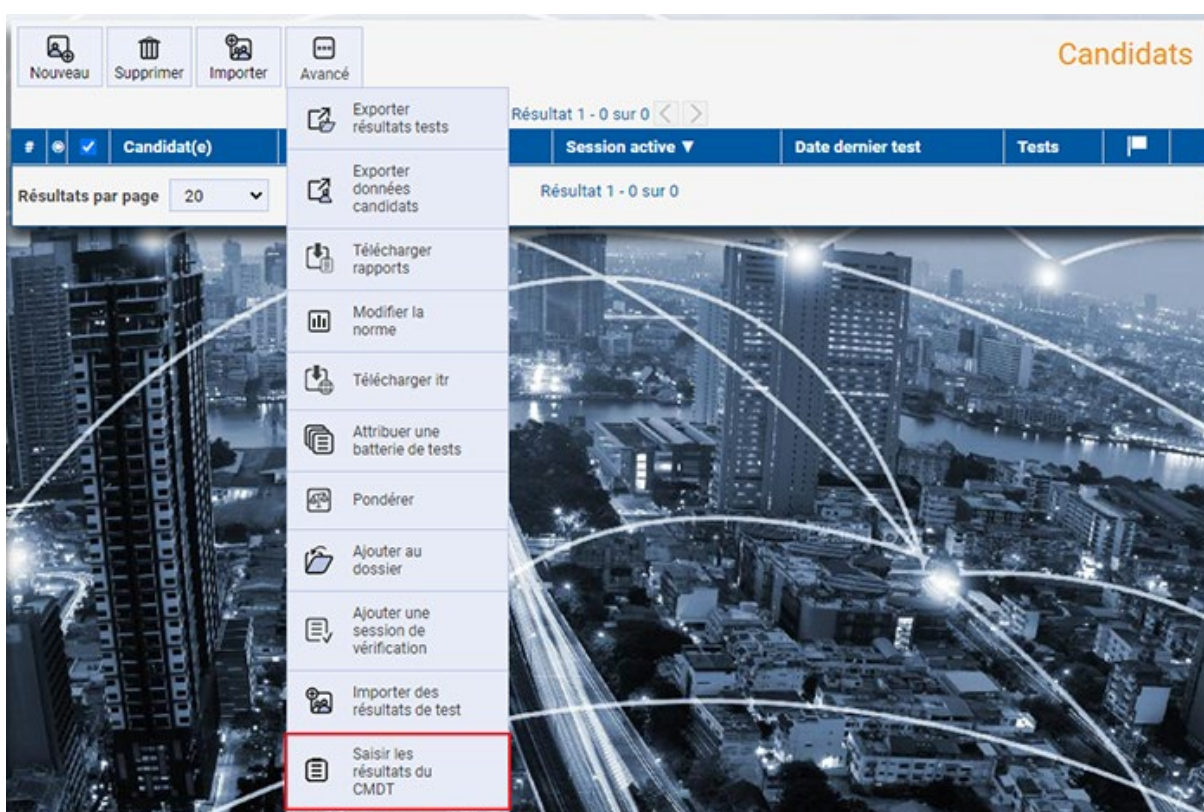 Nouveau
Supprimer
Importer
Avancé
Candidats
Exporter
résultats tests
Résultat 1 - 0 sur 0
# Candidat(e) Session active ▼ Date dernier test Tests
Exporter
données
candidats
Résultats par page 20
Résultat 1 - 0 sur 0
Télécharger
rapports
Modifier la
norme
Télécharger itr
Attribuer une
batterie de tests
Pondérer
Ajouter au
dossier
Ajouter une
session de
vérification
Importer des
résultats de test
Saisir les
résultats du
CMDT